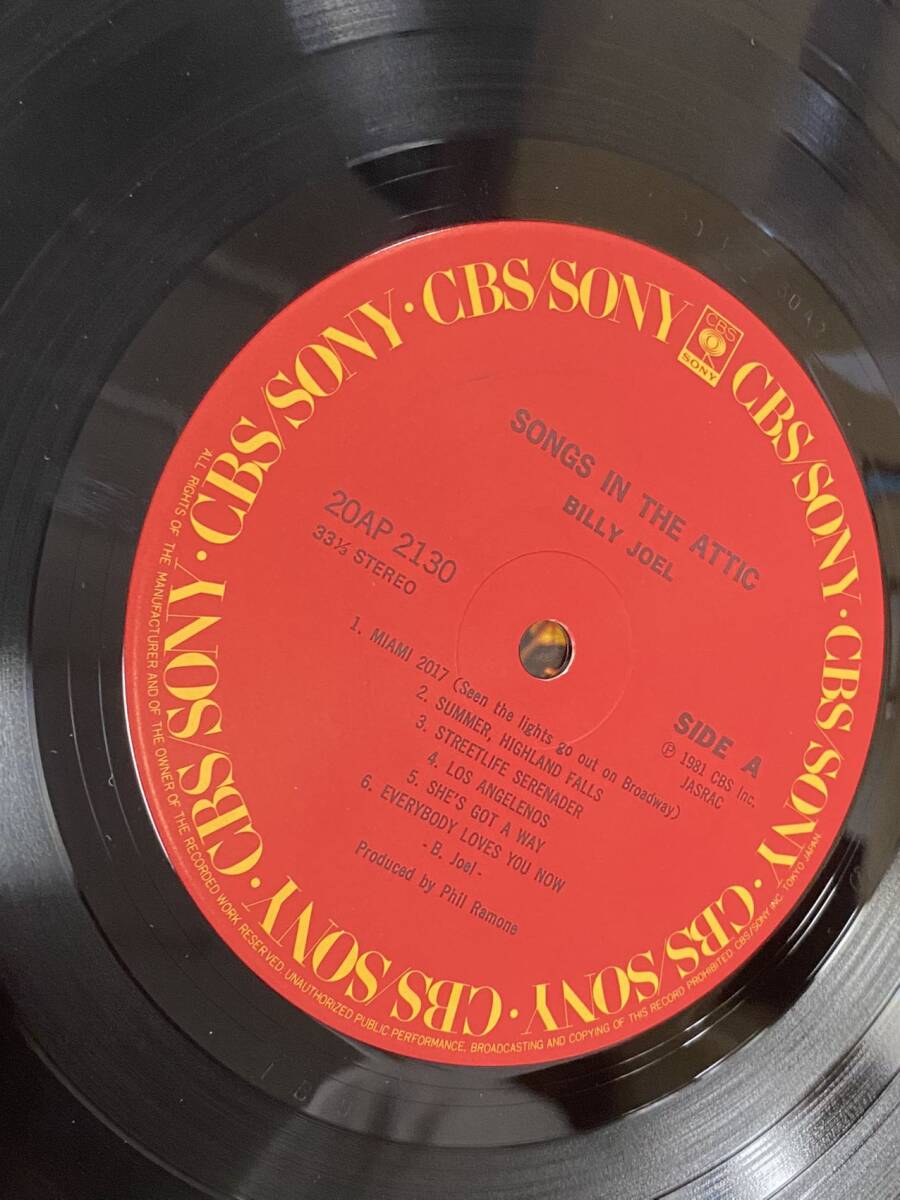 CBS/SONY · CBS/SONY · CBS/SONY · CBS/SONY · CBS/SONY · CBS/SONY · CBS/SONY
CBS
SONY
SONGS IN THE ATTIC
BILLY JOEL
20AP 2130
33⅓ STEREO
SIDE A
Ⓟ 1981 CBS Inc.
JASRAC
1. MIAMI 2017 (Seen the lights go out on Broadway)
2. SUMMER, HIGHLAND FALLS
3. STREETLIFE SERENADER
4. LOS ANGELENOS
5. SHE'S GOT A WAY
6. EVERYBODY LOVES YOU NOW
- B. Joel -
Produced by Phil Ramone
ALL RIGHTS OF THE MANUFACTURER AND OF THE OWNER OF THE RECORDED WORK RESERVED. UNAUTHORIZED PUBLIC PERFORMANCE, BROADCASTING AND COPYING OF THIS RECORD PROHIBITED. CBS/SONY INC. TOKYO JAPAN.